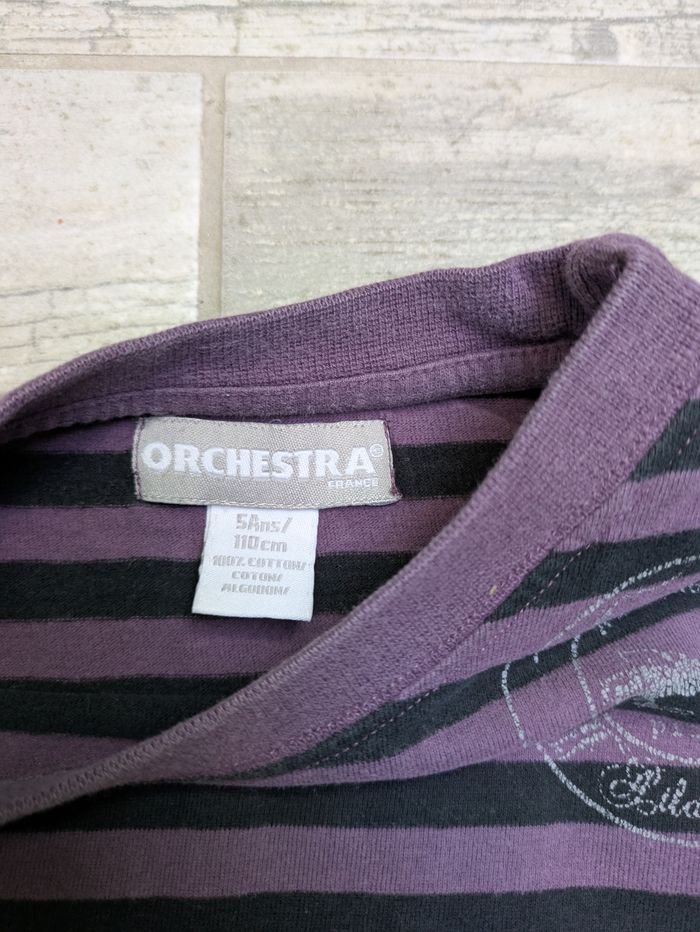 ORCHESTRA©
FRANCE
5Ans/
110cm
100% COTTON/
COTON/
ALGODON/